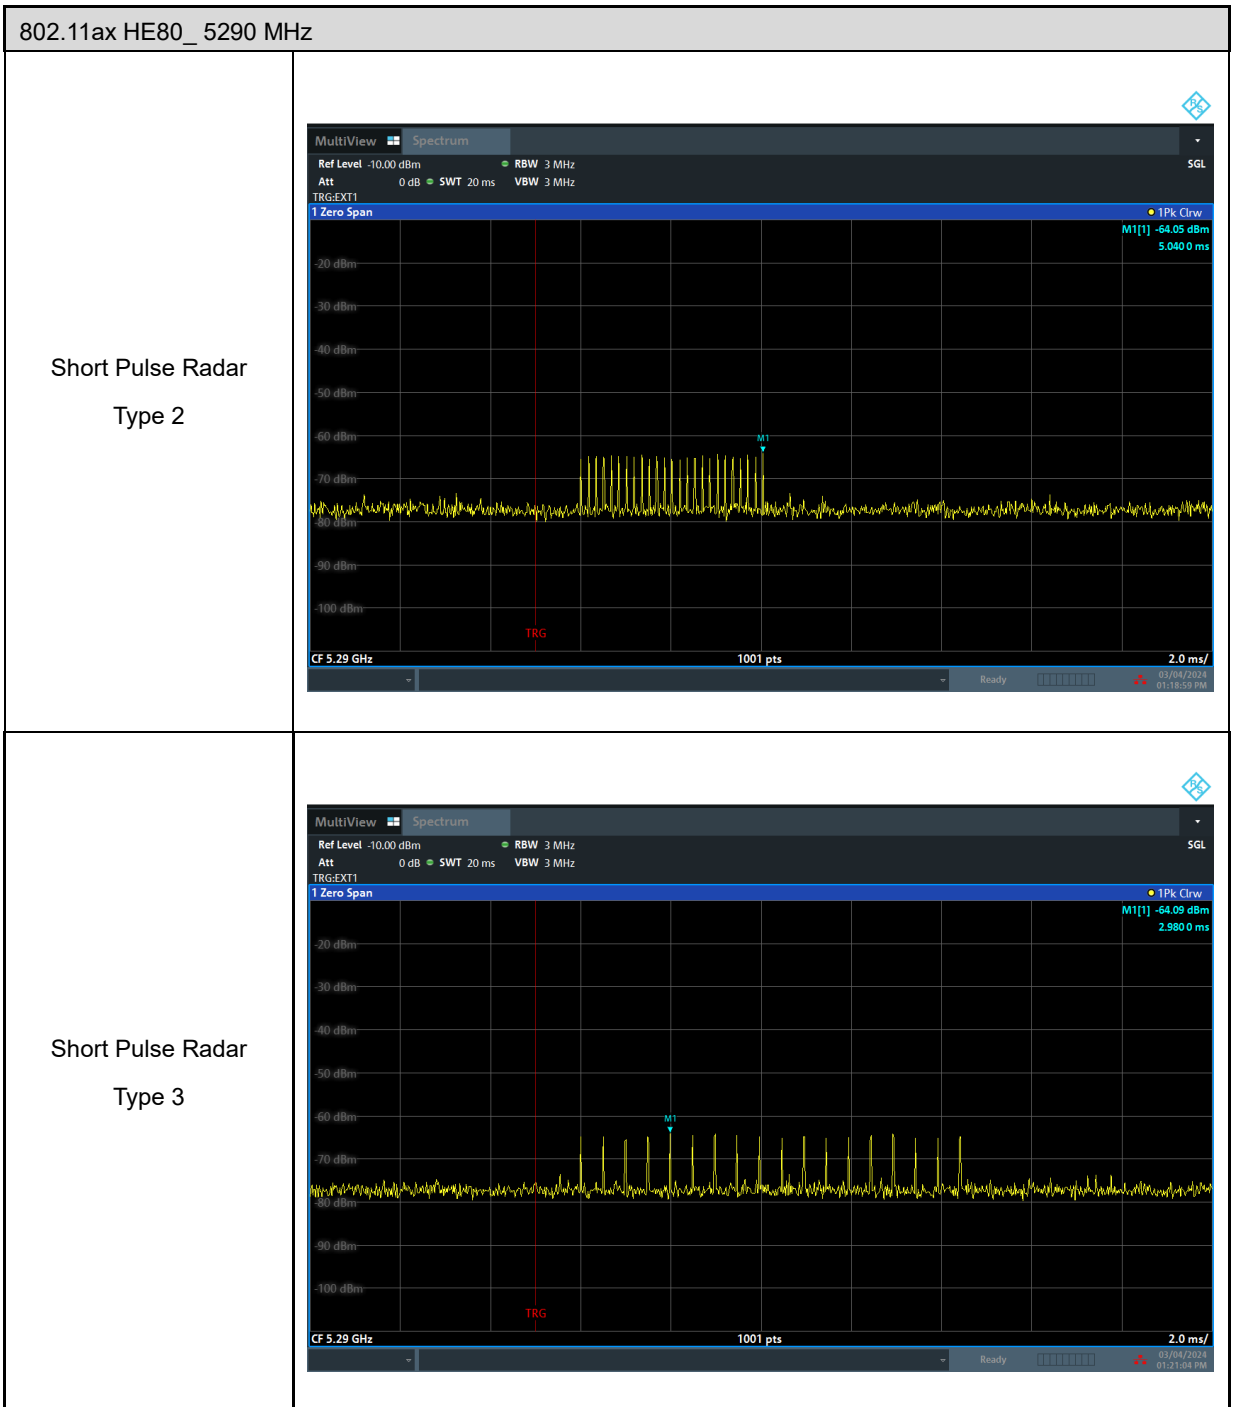 802.11ax HE80_ 5290 MHz
Short Pulse Radar
Type 2
R S
MultiView Spectrum
Ref Level -10.00 dBm RBW 3 MHz SGL
Att 0 dB SWT 20 ms VBW 3 MHz
TRG:EXT1
1 Zero Span 1Pk Clrw
M1[1] -64.05 dBm
5.040 0 ms
-20 dBm
-30 dBm
-40 dBm
-50 dBm
-60 dBm
M1
-70 dBm
-80 dBm
-90 dBm
-100 dBm
TRG
CF 5.29 GHz 1001 pts 2.0 ms/
Ready 03/04/2024
01:18:59 PM
Short Pulse Radar
Type 3
R S
MultiView Spectrum
Ref Level -10.00 dBm RBW 3 MHz SGL
Att 0 dB SWT 20 ms VBW 3 MHz
TRG:EXT1
1 Zero Span 1Pk Clrw
M1[1] -64.09 dBm
2.980 0 ms
-20 dBm
-30 dBm
-40 dBm
-50 dBm
-60 dBm
M1
-70 dBm
-80 dBm
-90 dBm
-100 dBm
TRG
CF 5.29 GHz 1001 pts 2.0 ms/
Ready 03/04/2024
01:21:04 PM